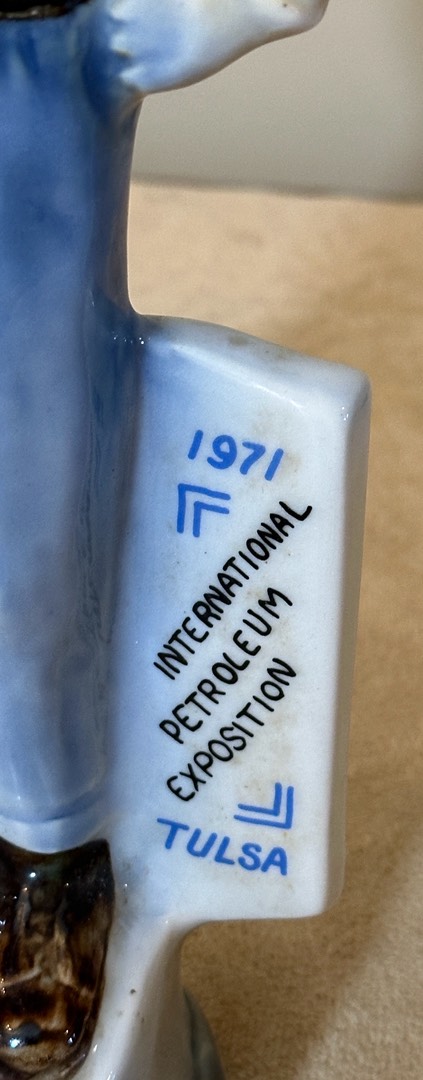 1971
INTERNATIONAL
PETROLEUM
EXPOSITION
TULSA